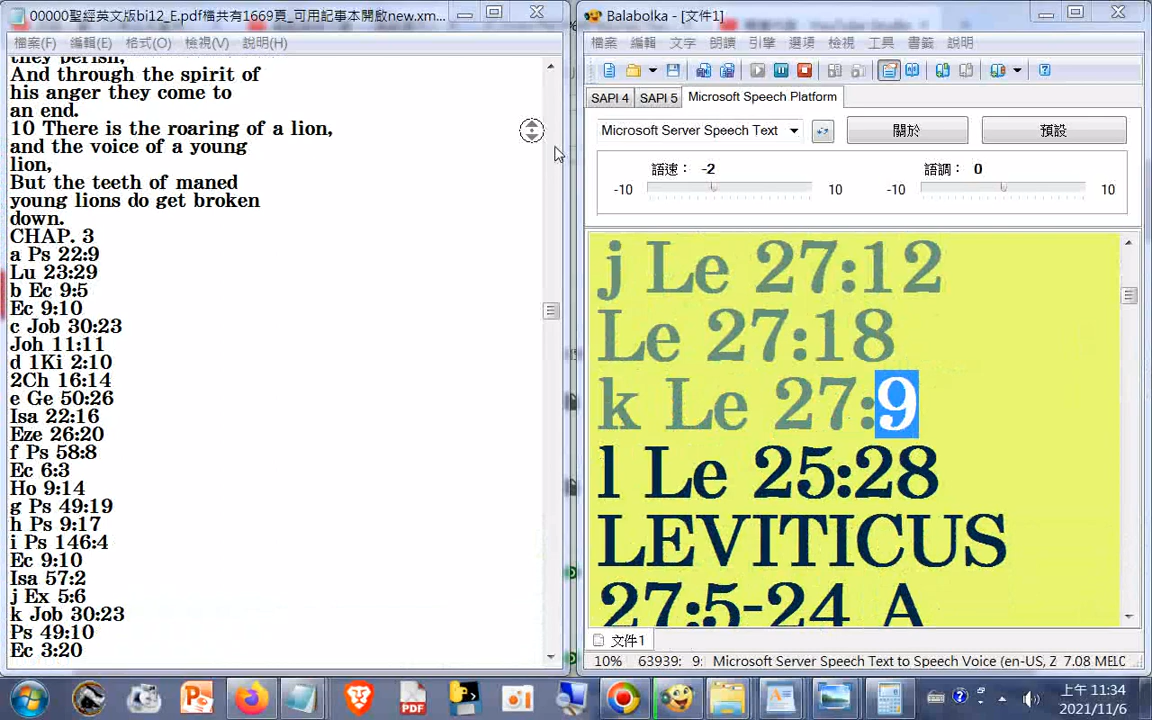 00000聖經英文版bi12_E.pdf檔共有1669頁_可用記事本開啟new.xm...
檔案(F) 編輯(E) 格式(O) 檢視(V) 說明(H)
they perish,
And through the spirit of
his anger they come to
an end.
10 There is the roaring of a lion,
and the voice of a young
lion,
But the teeth of maned
young lions do get broken
down.
CHAP. 3
a Ps 22:9
Lu 23:29
b Ec 9:5
Ec 9:10
c Job 30:23
Joh 11:11
d 1Ki 2:10
2Ch 16:14
e Ge 50:26
Isa 22:16
Eze 26:20
f Ps 58:8
Ec 6:3
Ho 9:14
g Ps 49:19
h Ps 9:17
i Ps 146:4
Ec 9:10
Isa 57:2
j Ex 5:6
k Job 30:23
Ps 49:10
Ec 3:20
Balabolka - [文件1]
檔案 編輯 文字 朗讀 引擎 選項 檢視 工具 書籤 說明
SAPI 4 SAPI 5 Microsoft Speech Platform
Microsoft Server Speech Text 關於 預設
語速: -2 語調: 0
-10 10 -10 10
j Le 27:12
Le 27:18
k Le 27:9
l Le 25:28
LEVITICUS
27:5-24 A
文件1
10% 63939: 9: Microsoft Server Speech Text to Speech Voice (en-US, Z 7.08 MELC
上午 11:34
2021/11/6